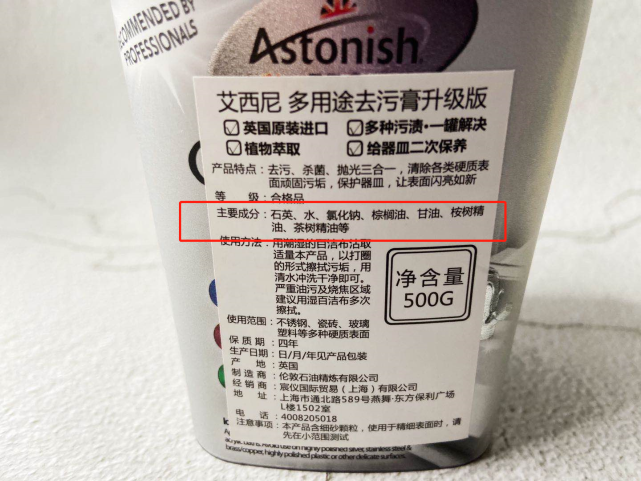 RECOMMENDED BY
PROFESSIONALS
Astonish
艾西尼 多用途去污膏升级版
英国原装进口 多种污渍·一罐解决
植物萃取 给器皿二次保养
产品特点：去污、杀菌、抛光三合一，清除各类硬质表
面顽固污垢，保护器皿，让表面闪亮如新
等 级：合格品
主要成分：石英、水、氯化钠、棕榈油、甘油、桉树精
油、茶树精油等
使用方法：用潮湿的百洁布沾取
适量本产品，以打圈
的形式擦拭污垢，用
清水冲洗干净即可。
严重油污及烧焦区域
建议用湿百洁布多次
擦拭。
净含量
500G
使用范围：不锈钢、瓷砖、玻璃
塑料等多种硬质表面
保 质 期：四年
生产日期：日/月/年见产品包装
产 地：英国
制 造 商：伦敦石油精炼有限公司
经 销 商：宸仪国际贸易（上海）有限公司
地 址：上海市通北路589号燕舞·东方保利广场
L楼1502室
电 话：4008205018
注意事项：本产品含细砂颗粒，使用于精细表面时，请
先在小范围测试
brass/copper, highly polished plastic or other delicate surfaces.